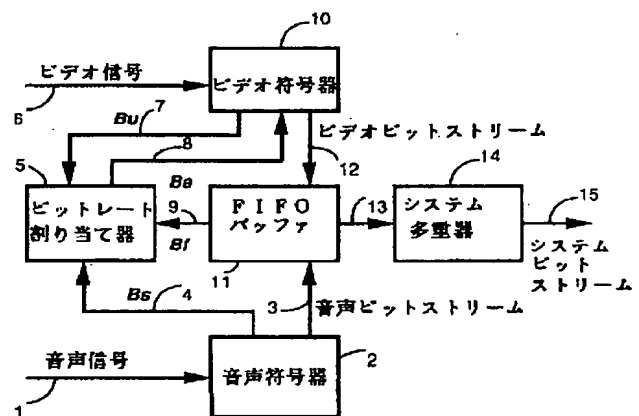 10
ビデオ信号
ビデオ符号器
6
7
Bu
8
ビデオビットストリーム
5
12
14
Ba
ビットレート
割り当て器
9
Bf
FIFO
バッファ
13
システム
多重器
15
システム
ビット
ストリーム
11
Bs
4
3
音声ビットストリーム
音声信号
1
音声符号器
2